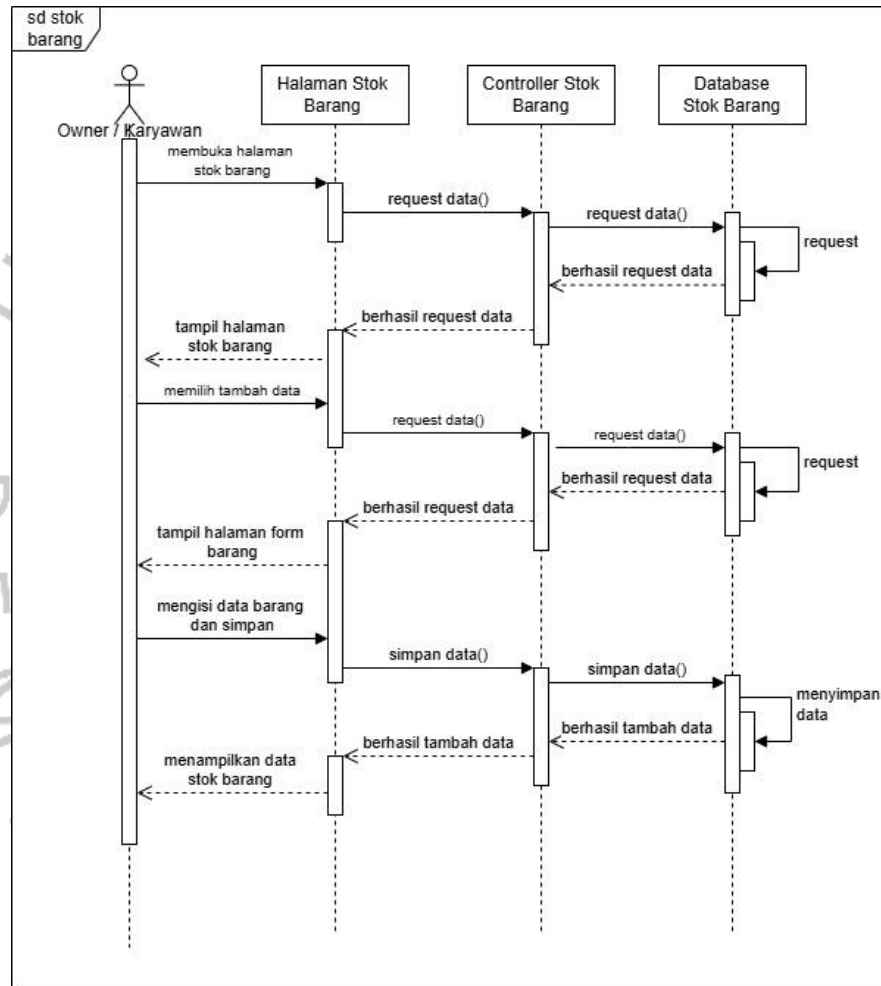 sd stok
barang
Halaman Stok
Barang
Controller Stok
Barang
Database
Stok Barang
Owner / Karyawan
membuka halaman
stok barang
request data()
request data()
request
berhasil request data
berhasil request data
tampil halaman
stok barang
memilih tambah data
request data()
request data()
request
berhasil request data
berhasil request data
tampil halaman form
barang
mengisi data barang
dan simpan
simpan data()
simpan data()
menyimpan
data
berhasil tambah data
berhasil tambah data
menampilkan data
stok barang